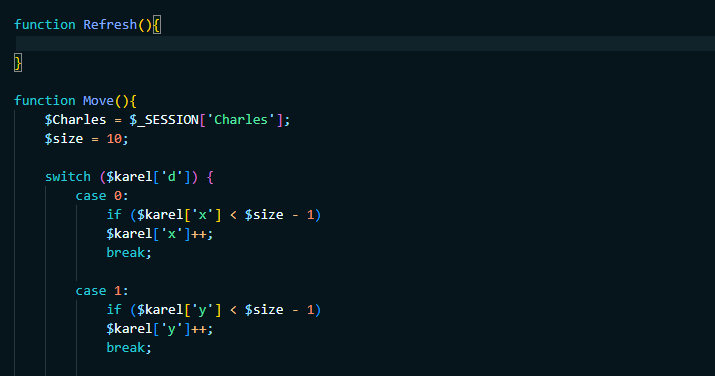 function Refresh(){
}
function Move(){
$Charles = $_SESSION['Charles'];
$size = 10;
switch ($karel['d']) {
case 0:
if ($karel['x'] < $size - 1)
$karel['x']++;
break;
case 1:
if ($karel['y'] < $size - 1)
$karel['y']++;
break;